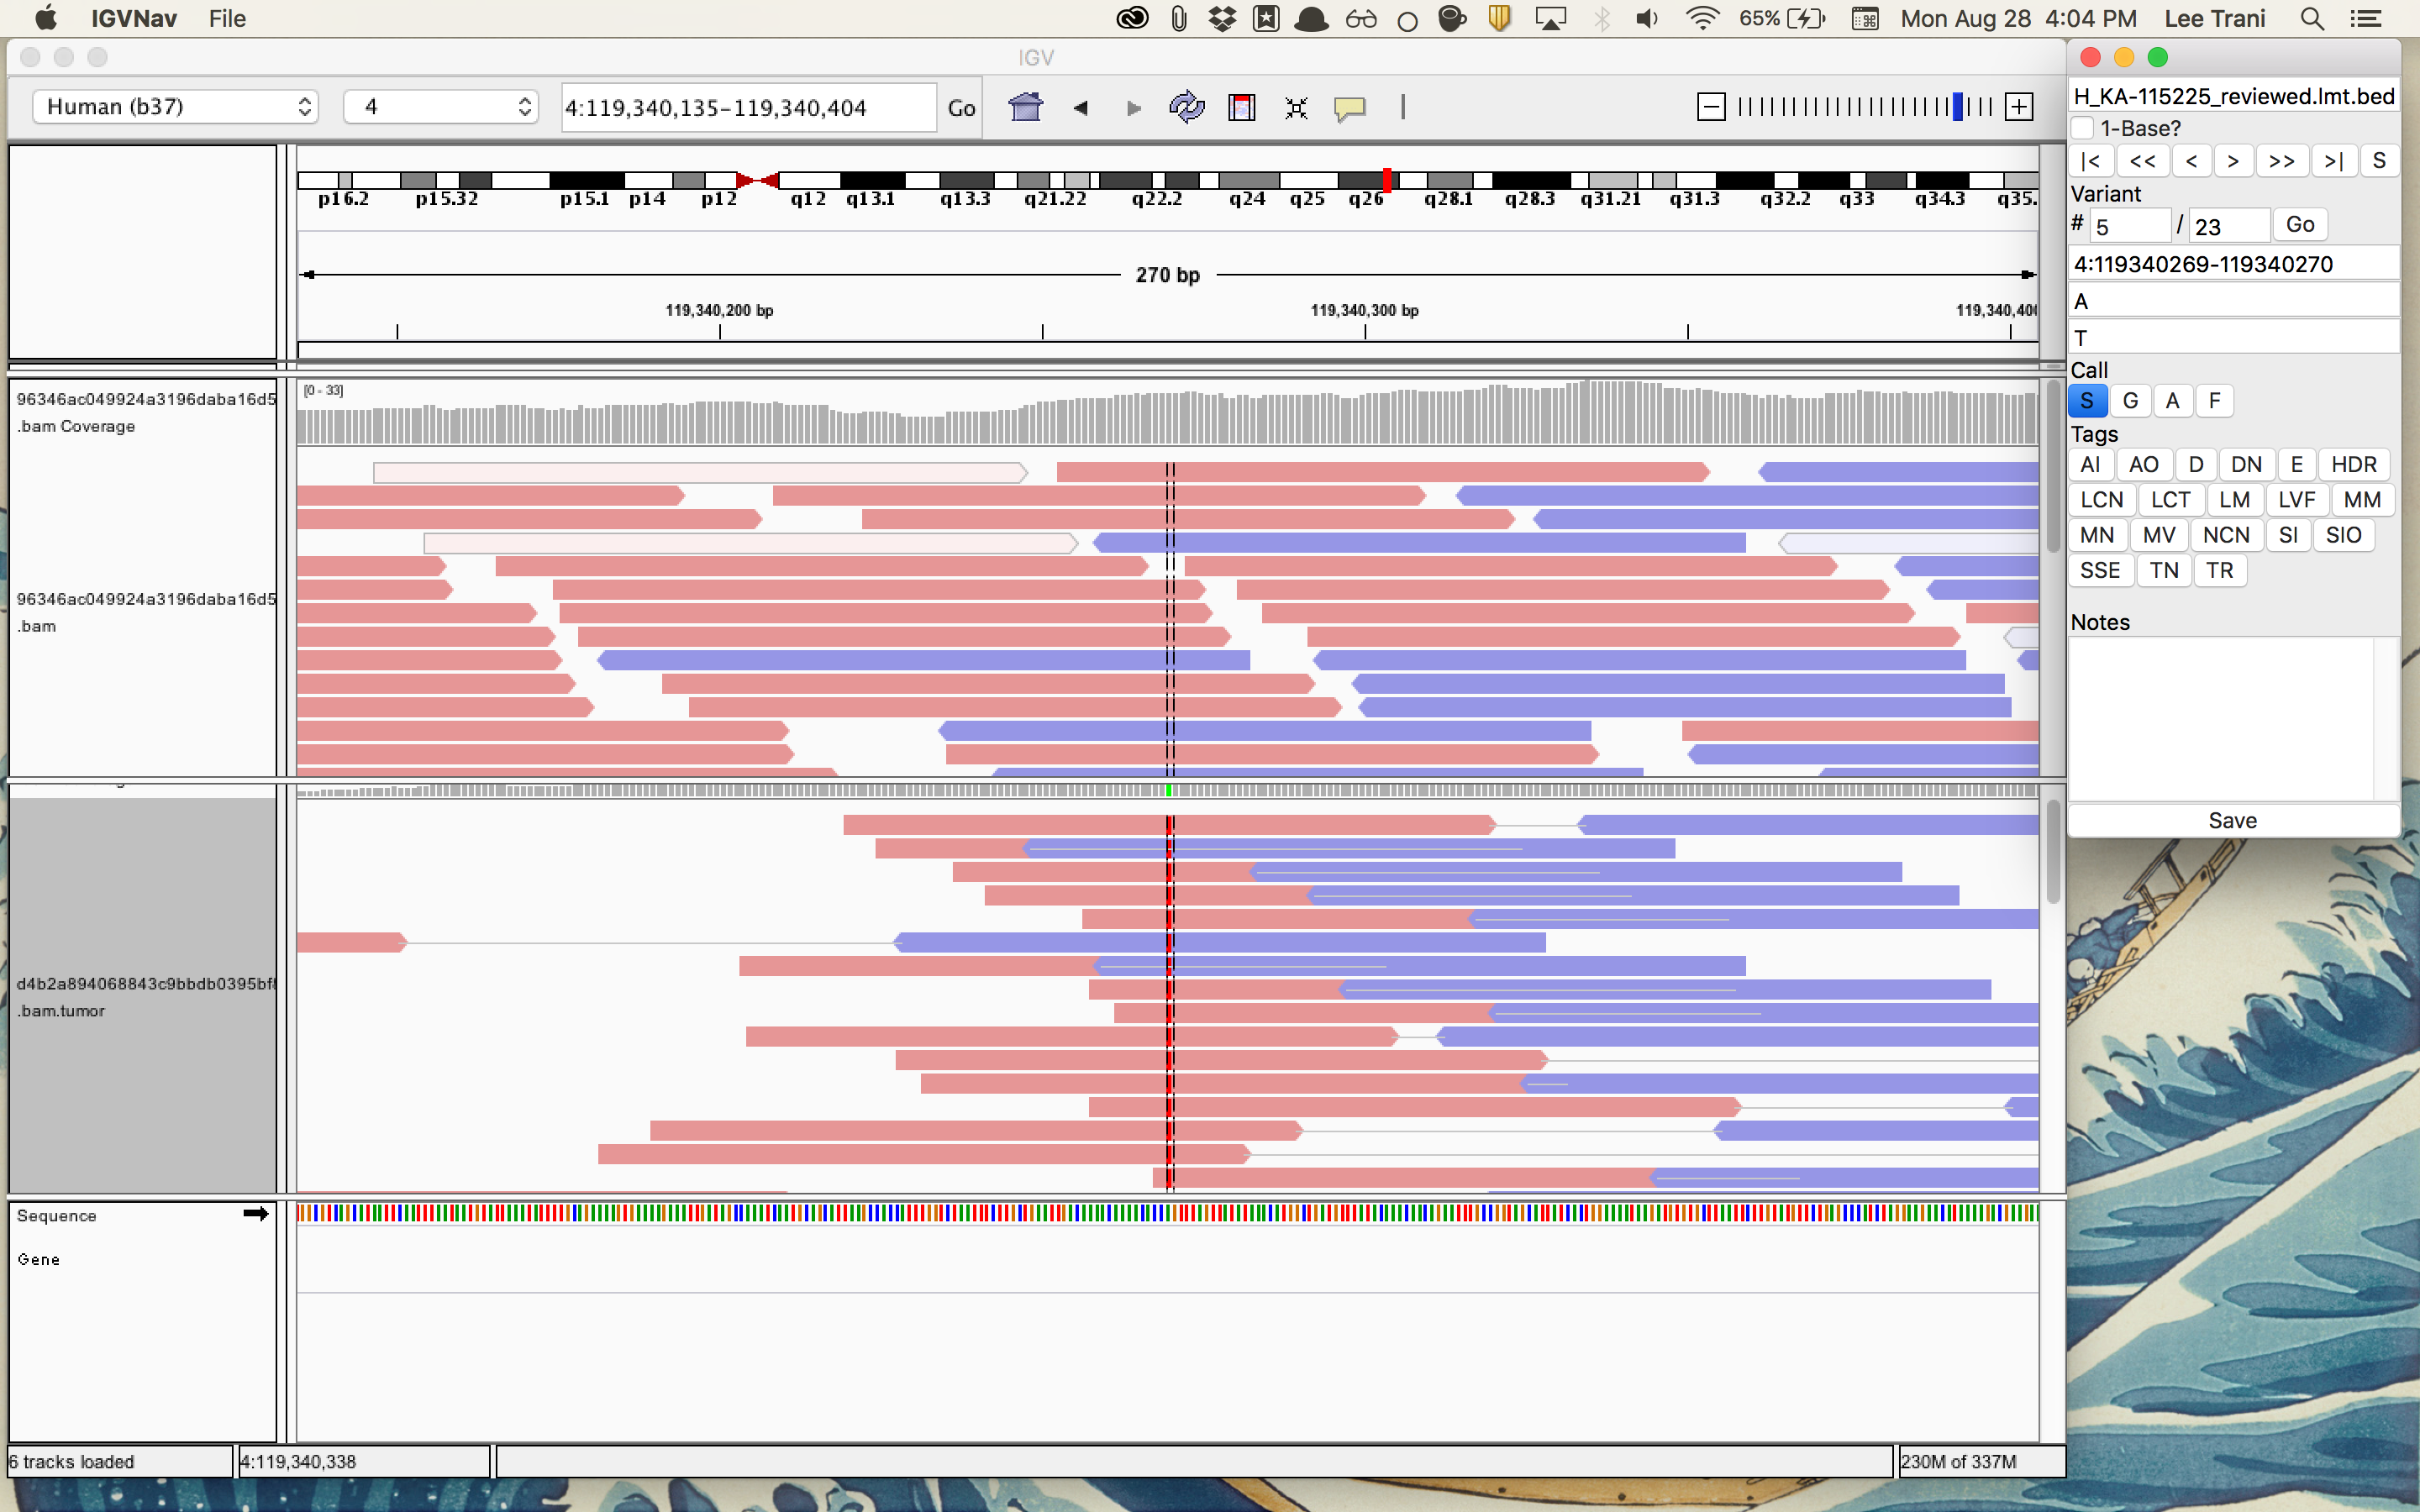 IGVNav File 65% Mon Aug 28 4:04 PM Lee Trani
IGV
Human (b37) 4 4:119,340,135-119,340,404 Go
p16.2 p15.32 p15.1 p14 p12 q12 q13.1 q13.3 q21.22 q22.2 q24 q25 q26 q28.1 q28.3 q31.21 q31.3 q32.2 q33 q34.3 q35.
270 bp
119,340,200 bp 119,340,300 bp 119,340,40
[0 - 33]
96346ac049924a3196daba16d5
.bam Coverage
96346ac049924a3196daba16d5
.bam
d4b2a894068843c9bbdb0395bf
.bam.tumor
Sequence
Gene
6 tracks loaded 4:119,340,338 230M of 337M
H_KA-115225_reviewed.lmt.bed
1-Base?
|< << < > >> >| S
Variant
# 5 / 23 Go
4:119340269-119340270
A
T
Call
S G A F
Tags
AI AO D DN E HDR
LCN LCT LM LVF MM
MN MV NCN SI SIO
SSE TN TR
Notes
Save